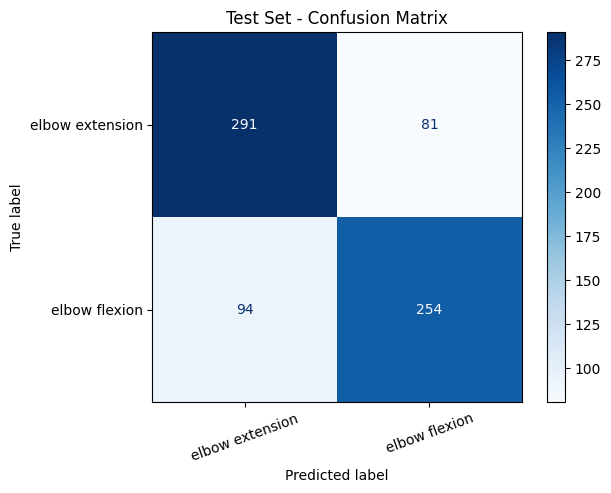 Test Set - Confusion Matrix
True label
elbow extension
291
81
elbow flexion
94
254
elbow extension
elbow flexion
Predicted label
275
250
225
200
175
150
125
100